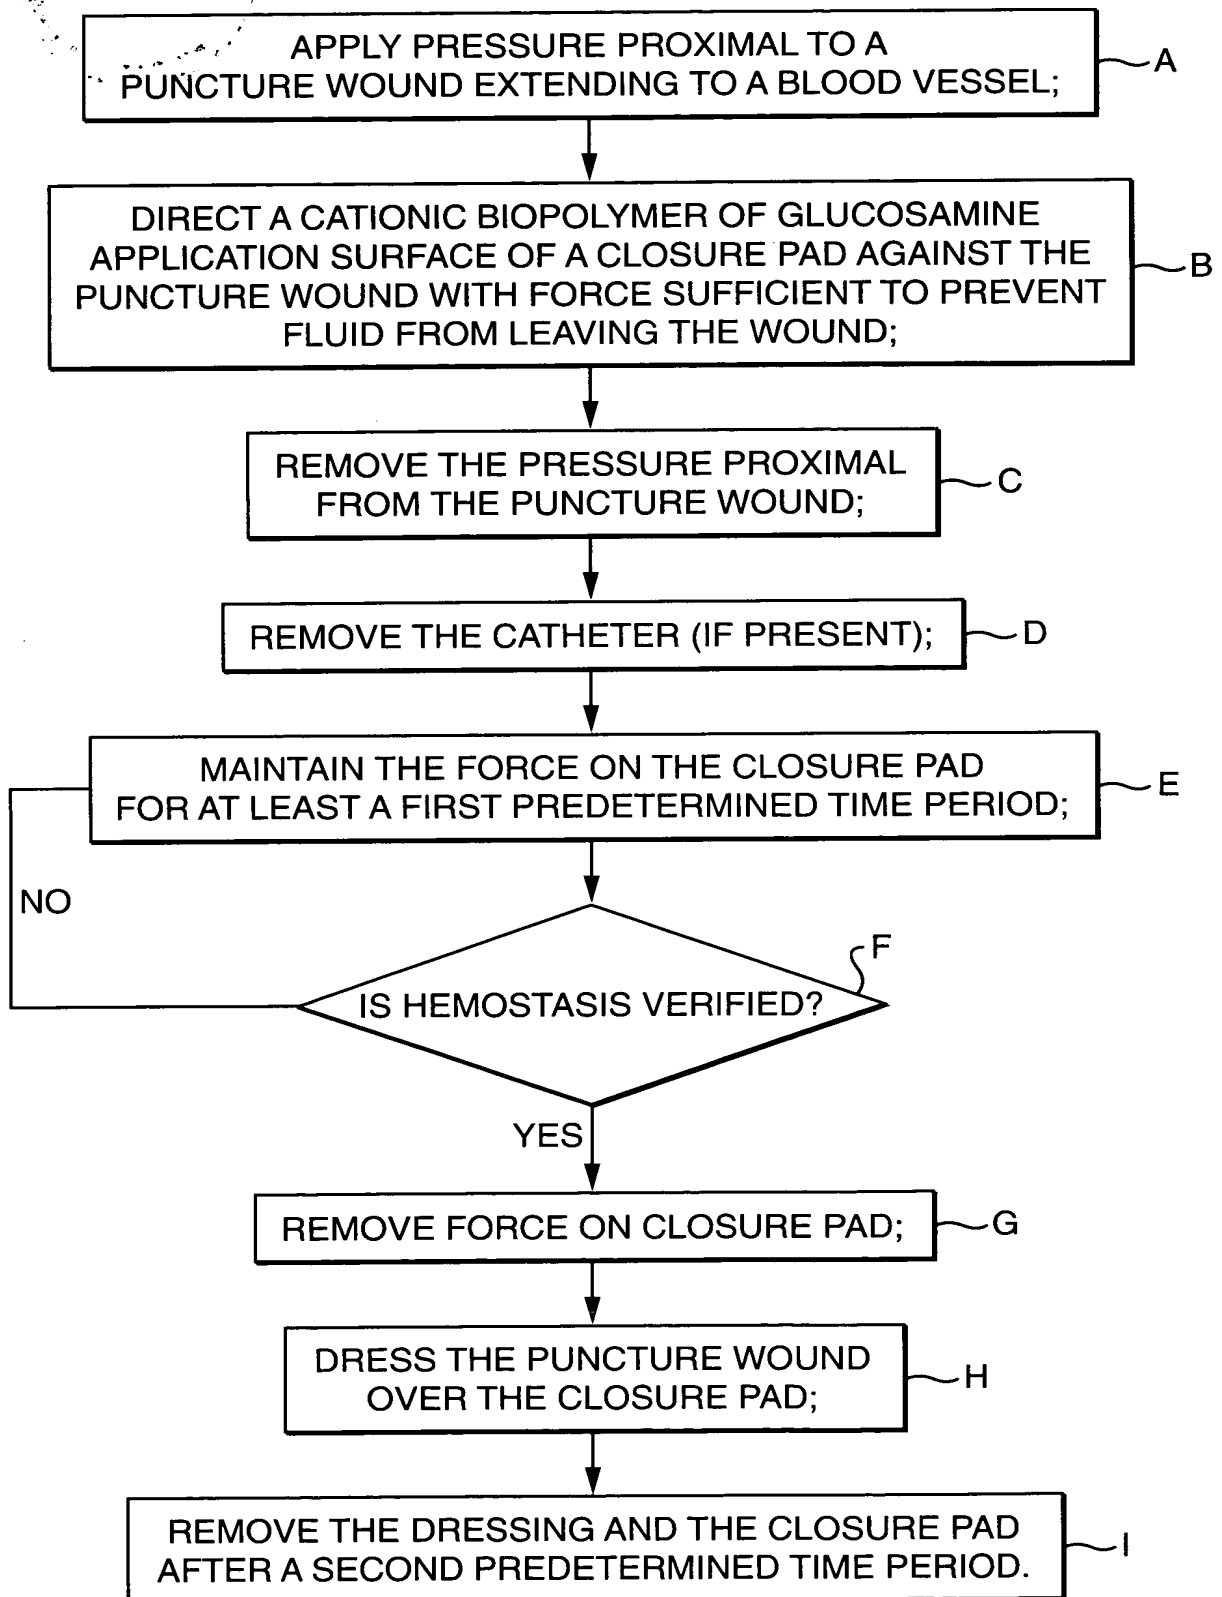 APPLY PRESSURE PROXIMAL TO A
PUNCTURE WOUND EXTENDING TO A BLOOD VESSEL;
A
DIRECT A CATIONIC BIOPOLYMER OF GLUCOSAMINE
APPLICATION SURFACE OF A CLOSURE PAD AGAINST THE
PUNCTURE WOUND WITH FORCE SUFFICIENT TO PREVENT
FLUID FROM LEAVING THE WOUND;
B
REMOVE THE PRESSURE PROXIMAL
FROM THE PUNCTURE WOUND;
C
REMOVE THE CATHETER (IF PRESENT);
D
MAINTAIN THE FORCE ON THE CLOSURE PAD
FOR AT LEAST A FIRST PREDETERMINED TIME PERIOD;
E
NO
F
IS HEMOSTASIS VERIFIED?
YES
REMOVE FORCE ON CLOSURE PAD;
G
DRESS THE PUNCTURE WOUND
OVER THE CLOSURE PAD;
H
REMOVE THE DRESSING AND THE CLOSURE PAD
AFTER A SECOND PREDETERMINED TIME PERIOD.
I